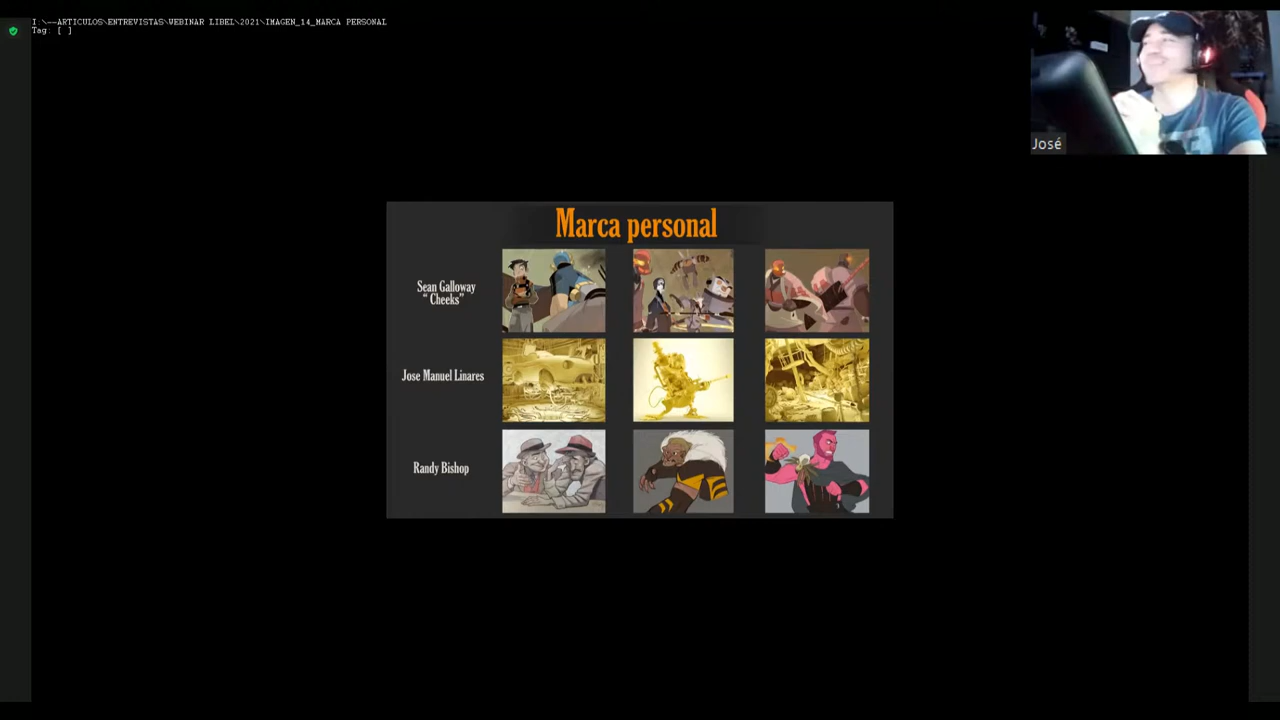 I:\--ARTICULOS\ENTREVISTAS\WEBINAR LIBEL\2021\IMAGEN_14_MARCA PERSONAL
Tag: [ ]
José
Marca personal
Sean Galloway
“ Cheeks”
Jose Manuel Linares
Randy Bishop